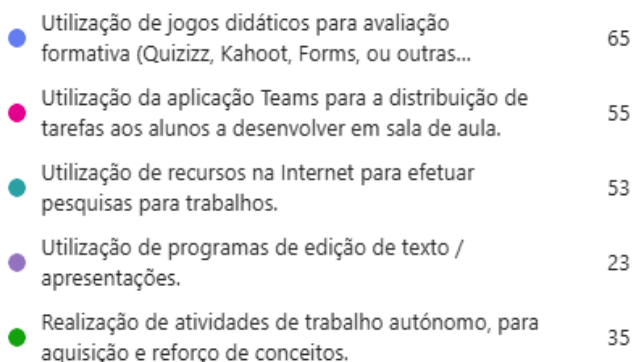 Utilização de jogos didáticos para avaliação
formativa (Quizizz, Kahoot, Forms, ou outras...
65
Utilização da aplicação Teams para a distribuição de
tarefas aos alunos a desenvolver em sala de aula.
55
Utilização de recursos na Internet para efetuar
pesquisas para trabalhos.
53
Utilização de programas de edição de texto /
apresentações.
23
Realização de atividades de trabalho autónomo, para
aquisição e reforço de conceitos.
35